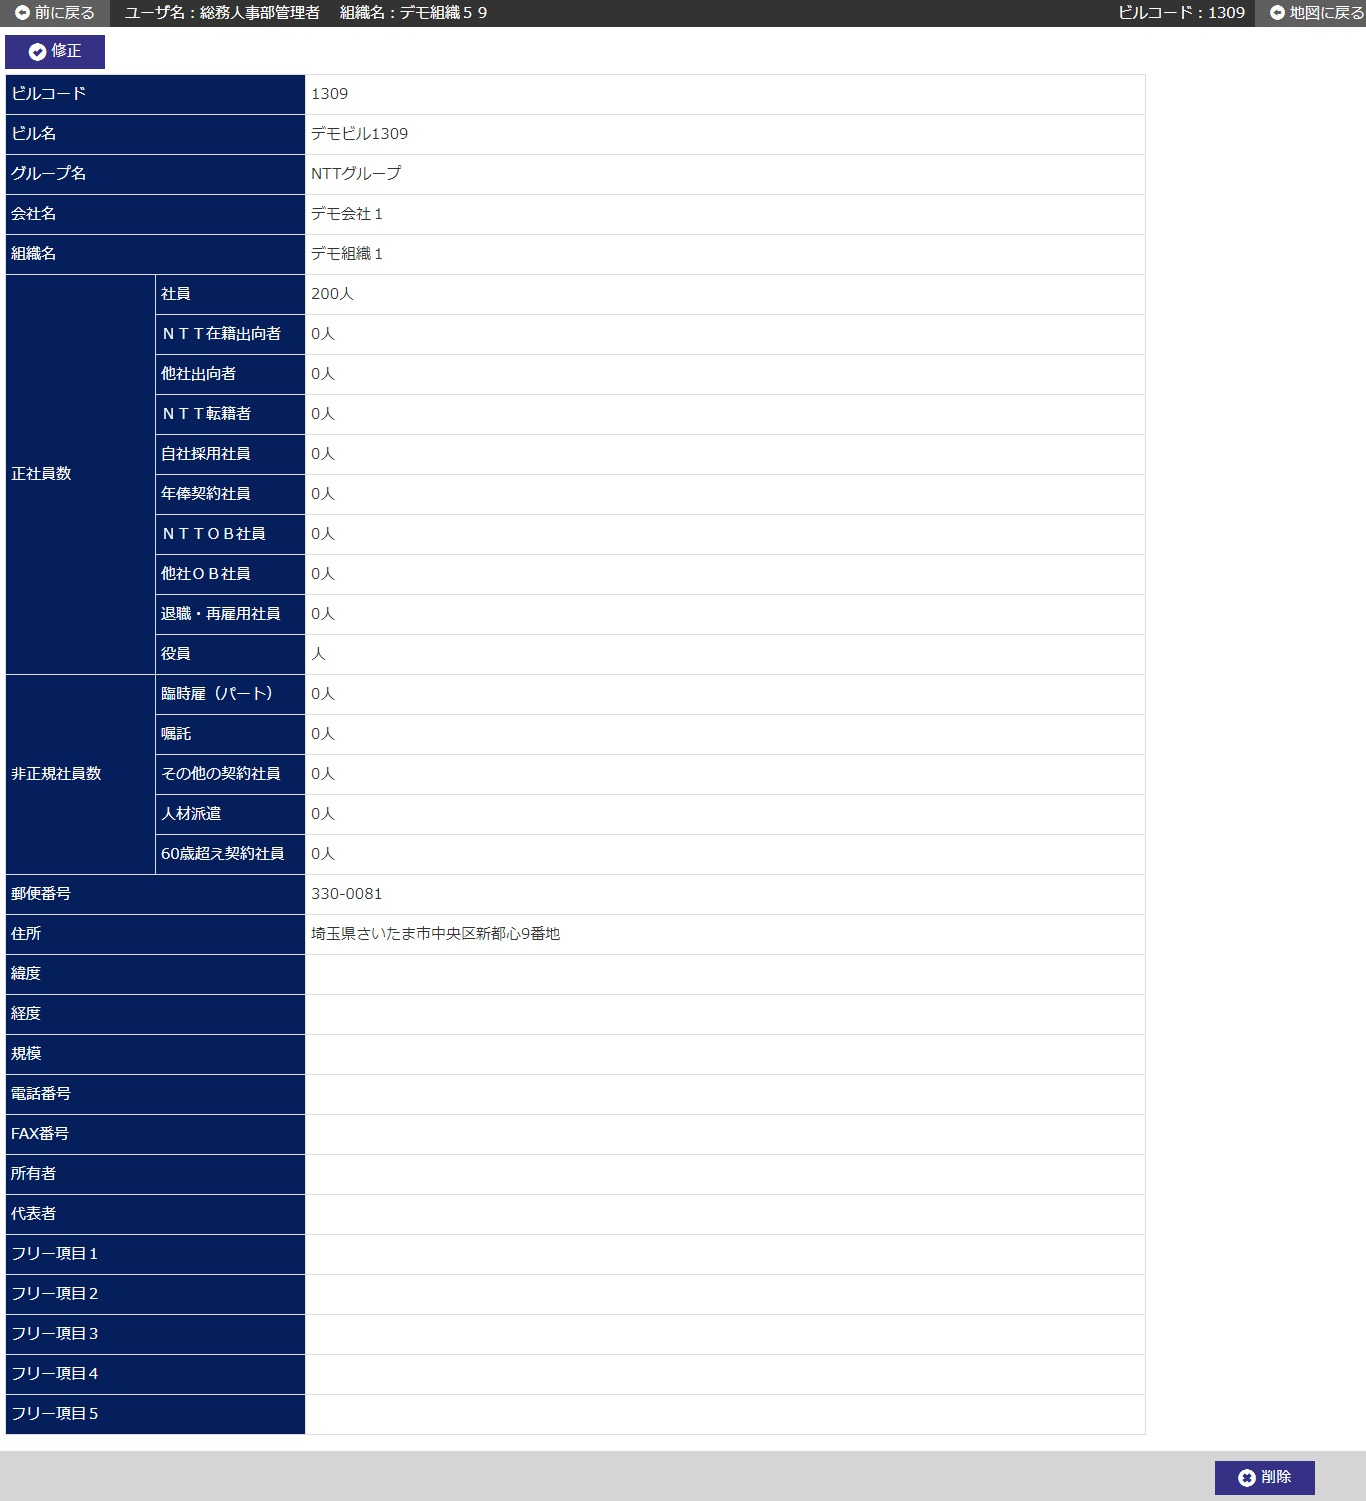 前に戻る ユーザ名：総務人事部管理者 組織名：デモ組織５９ ビルコード：1309 地図に戻る
修正
ビルコード 1309
ビル名 デモビル1309
グループ名 NTTグループ
会社名 デモ会社１
組織名 デモ組織１
正社員数
社員 200人
ＮＴＴ在籍出向者 0人
他社出向者 0人
ＮＴＴ転籍者 0人
自社採用社員 0人
年俸契約社員 0人
ＮＴＴＯＢ社員 0人
他社ＯＢ社員 0人
退職・再雇用社員 0人
役員 人
非正規社員数
臨時雇（パート） 0人
嘱託 0人
その他の契約社員 0人
人材派遣 0人
60歳超え契約社員 0人
郵便番号 330-0081
住所 埼玉県さいたま市中央区新都心9番地
緯度
経度
規模
電話番号
FAX番号
所有者
代表者
フリー項目１
フリー項目２
フリー項目３
フリー項目４
フリー項目５
削除